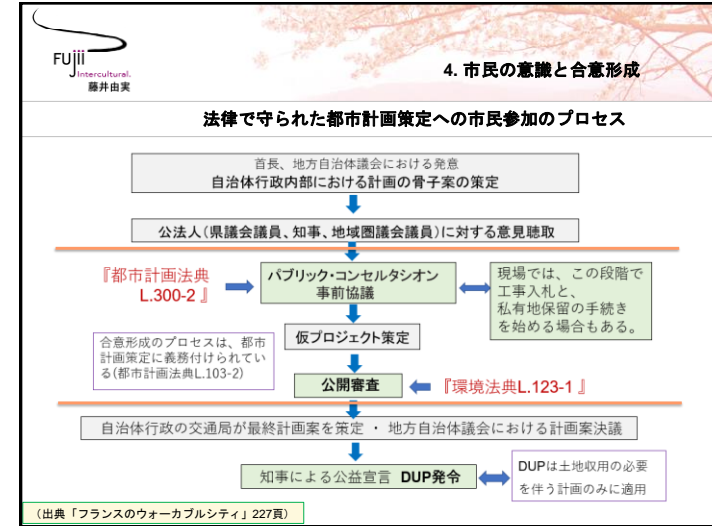 FUjii
Intercultural.
藤井由実
4. 市民の意識と合意形成
法律で守られた都市計画策定への市民参加のプロセス
首長、地方自治体議会における発意
自治体行政内部における計画の骨子案の策定
公法人(県議会議員、知事、地域圏議会議員)に対する意見聴取
『都市計画法典
L.300-2 』
パブリック・コンセルタシオン
事前協議
現場では、この段階で
工事入札と、
私有地保留の手続き
を始める場合もある。
仮プロジェクト策定
合意形成のプロセスは、都市
計画策定に義務付けられてい
る(都市計画法典L.103-2)
公開審査
『環境法典L.123-1 』
自治体行政の交通局が最終計画案を策定 ・ 地方自治体議会における計画案決議
知事による公益宣言 DUP発令
DUPは土地収用の必要
を伴う計画のみに適用
(出典「フランスのウォーカブルシティ」227頁)